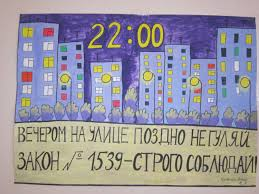 22:00
ВЕЧЕРОМ НА УЛИЦЕ ПОЗДНО НЕ ГУЛЯЙ
ЗАКОН № 1539-СТРОГО СОБЛЮДАЙ!